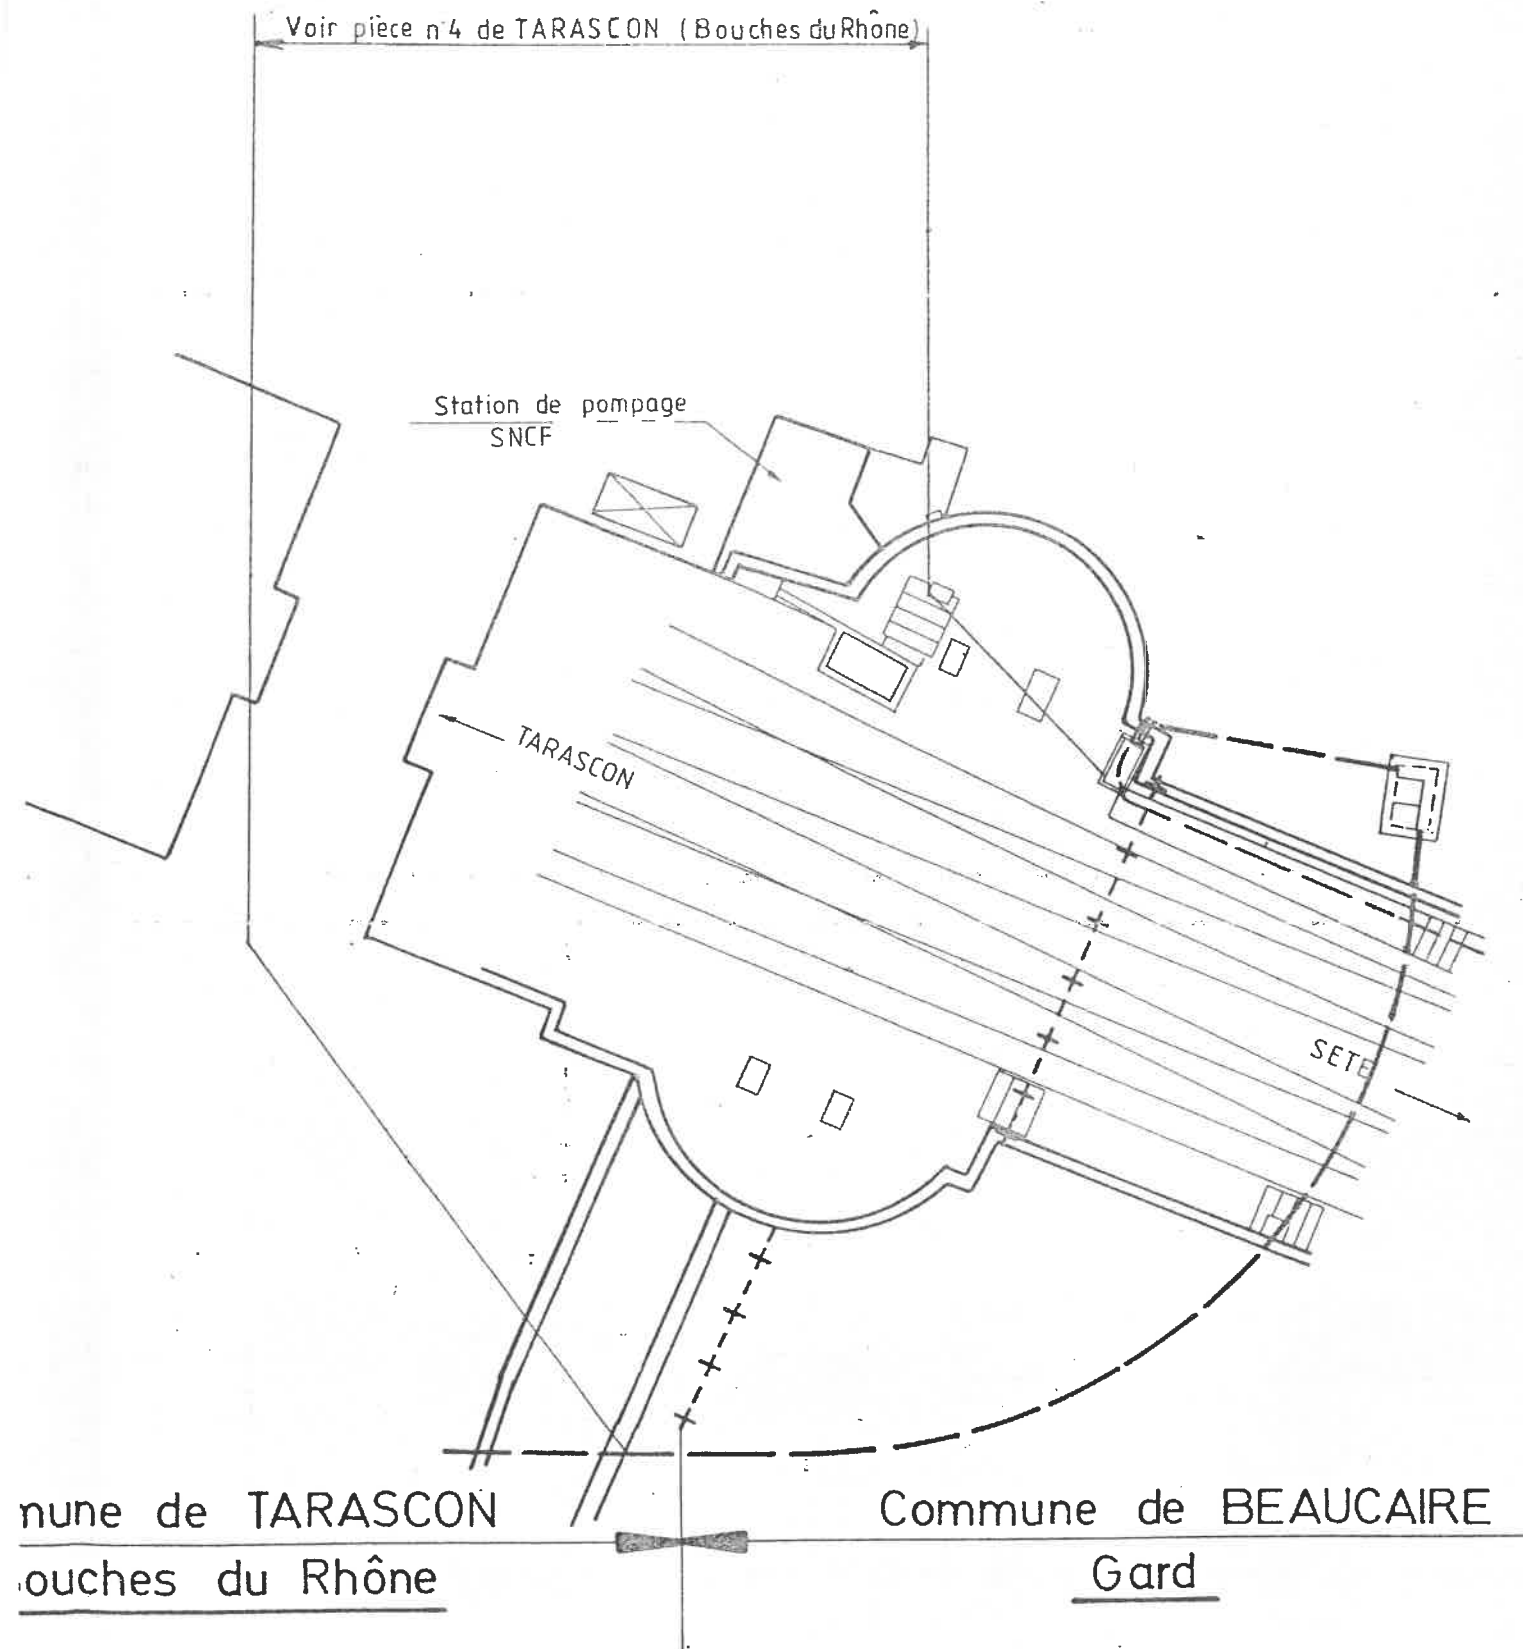 Voir pièce n°4 de TARASCON (Bouches du Rhône)
Station de pompage
SNCF
TARASCON
SETE
nune de TARASCON
ouches du Rhône
Commune de BEAUCAIRE
Gard